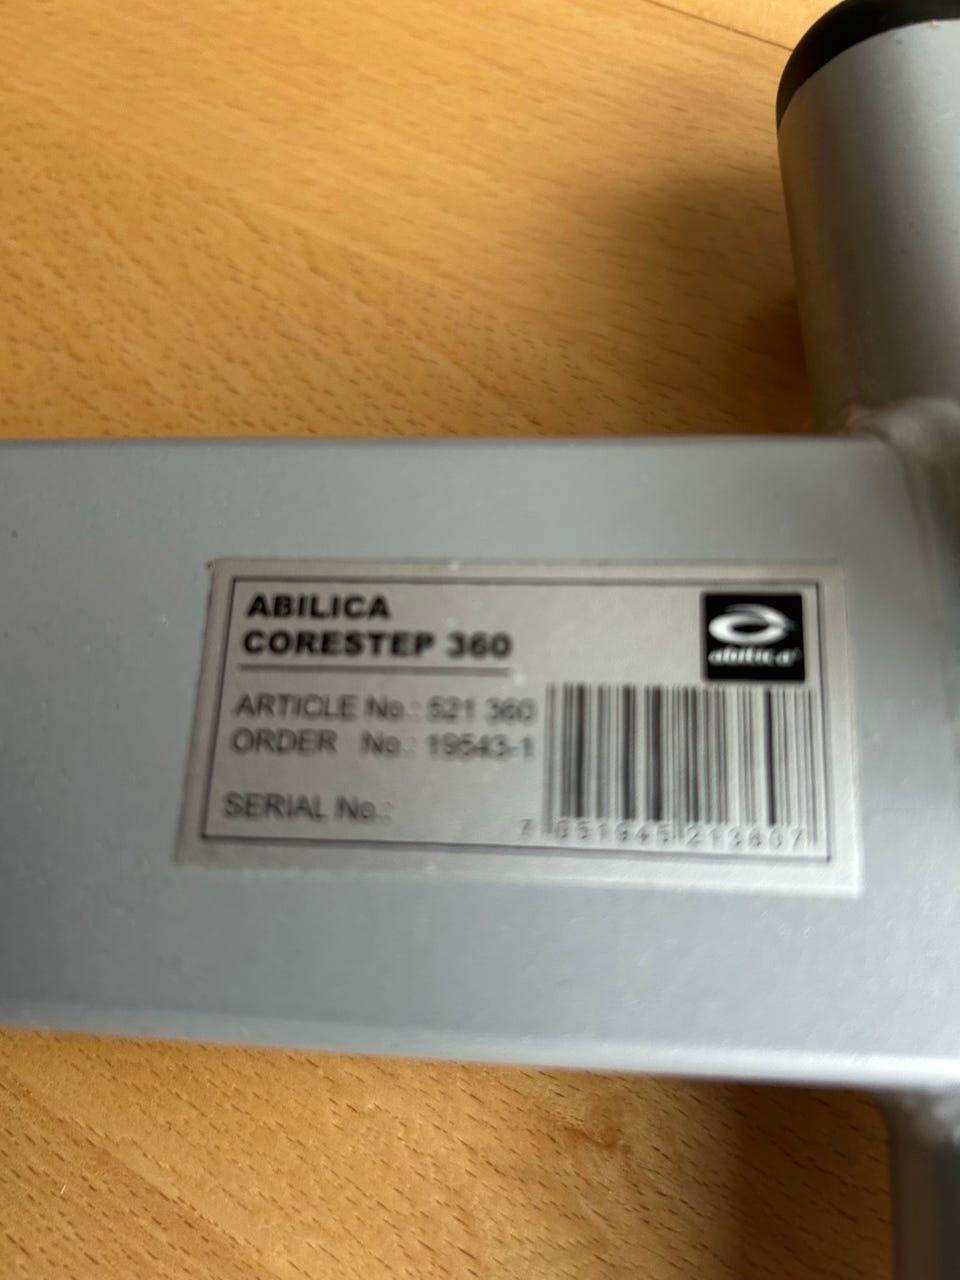 ABILICA
CORESTEP 360
abilica
ARTICLE No.: 521 360
ORDER No.: 19543-1
SERIAL No.: